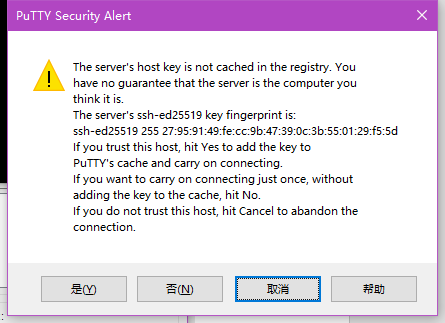 PuTTY Security Alert
The server's host key is not cached in the registry. You
have no guarantee that the server is the computer you
think it is.
The server's ssh-ed25519 key fingerprint is:
ssh-ed25519 255 27:95:91:49:fe:cc:9b:47:39:0c:3b:55:01:29:f5:5d
If you trust this host, hit Yes to add the key to
PuTTY's cache and carry on connecting.
If you want to carry on connecting just once, without
adding the key to the cache, hit No.
If you do not trust this host, hit Cancel to abandon the
connection.
是(Y) 否(N) 取消 帮助